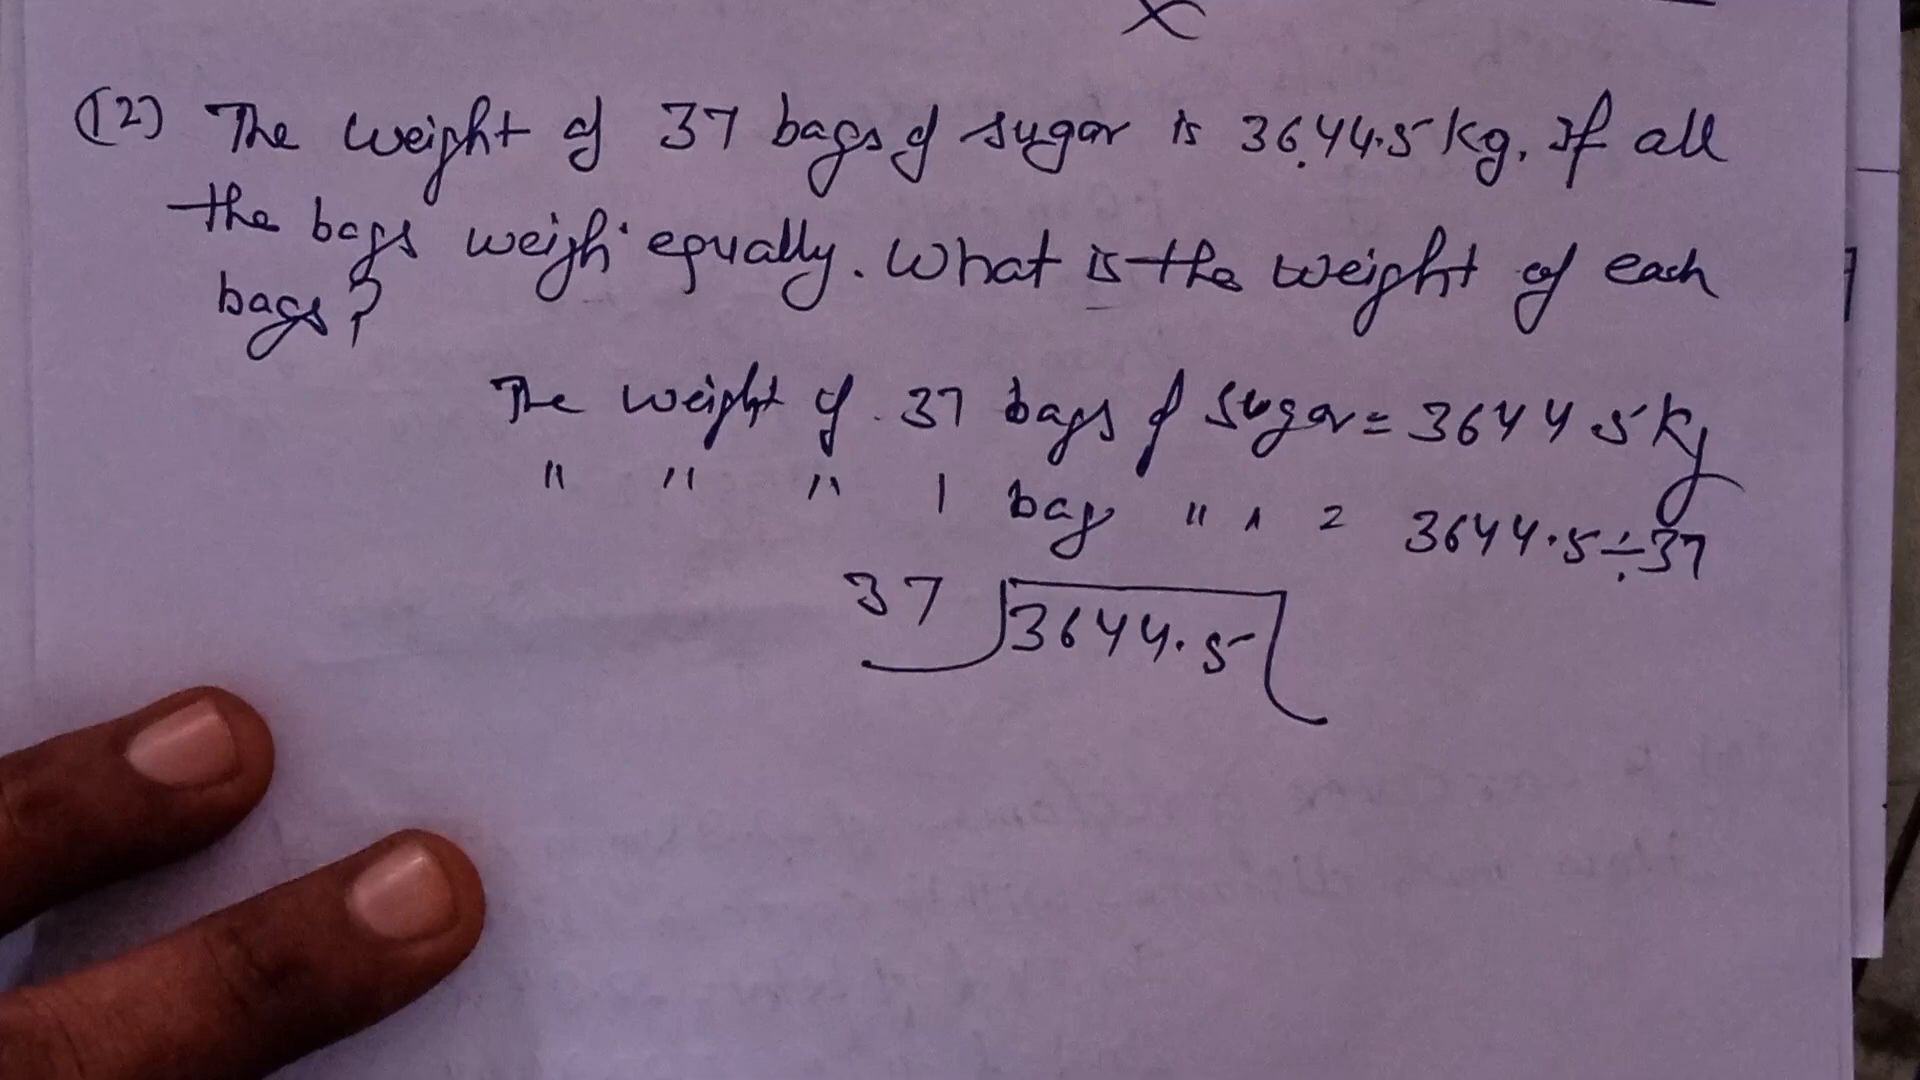 (12) The weight of 37 bags of sugar is 3644.5 kg. If all
the bags weigh equally. What is the weight of each
bags?
The weight of 37 bags of sugar = 3644 5 kg
" " " 1 bag " " = 3644.5 ÷ 37
37 3644.5